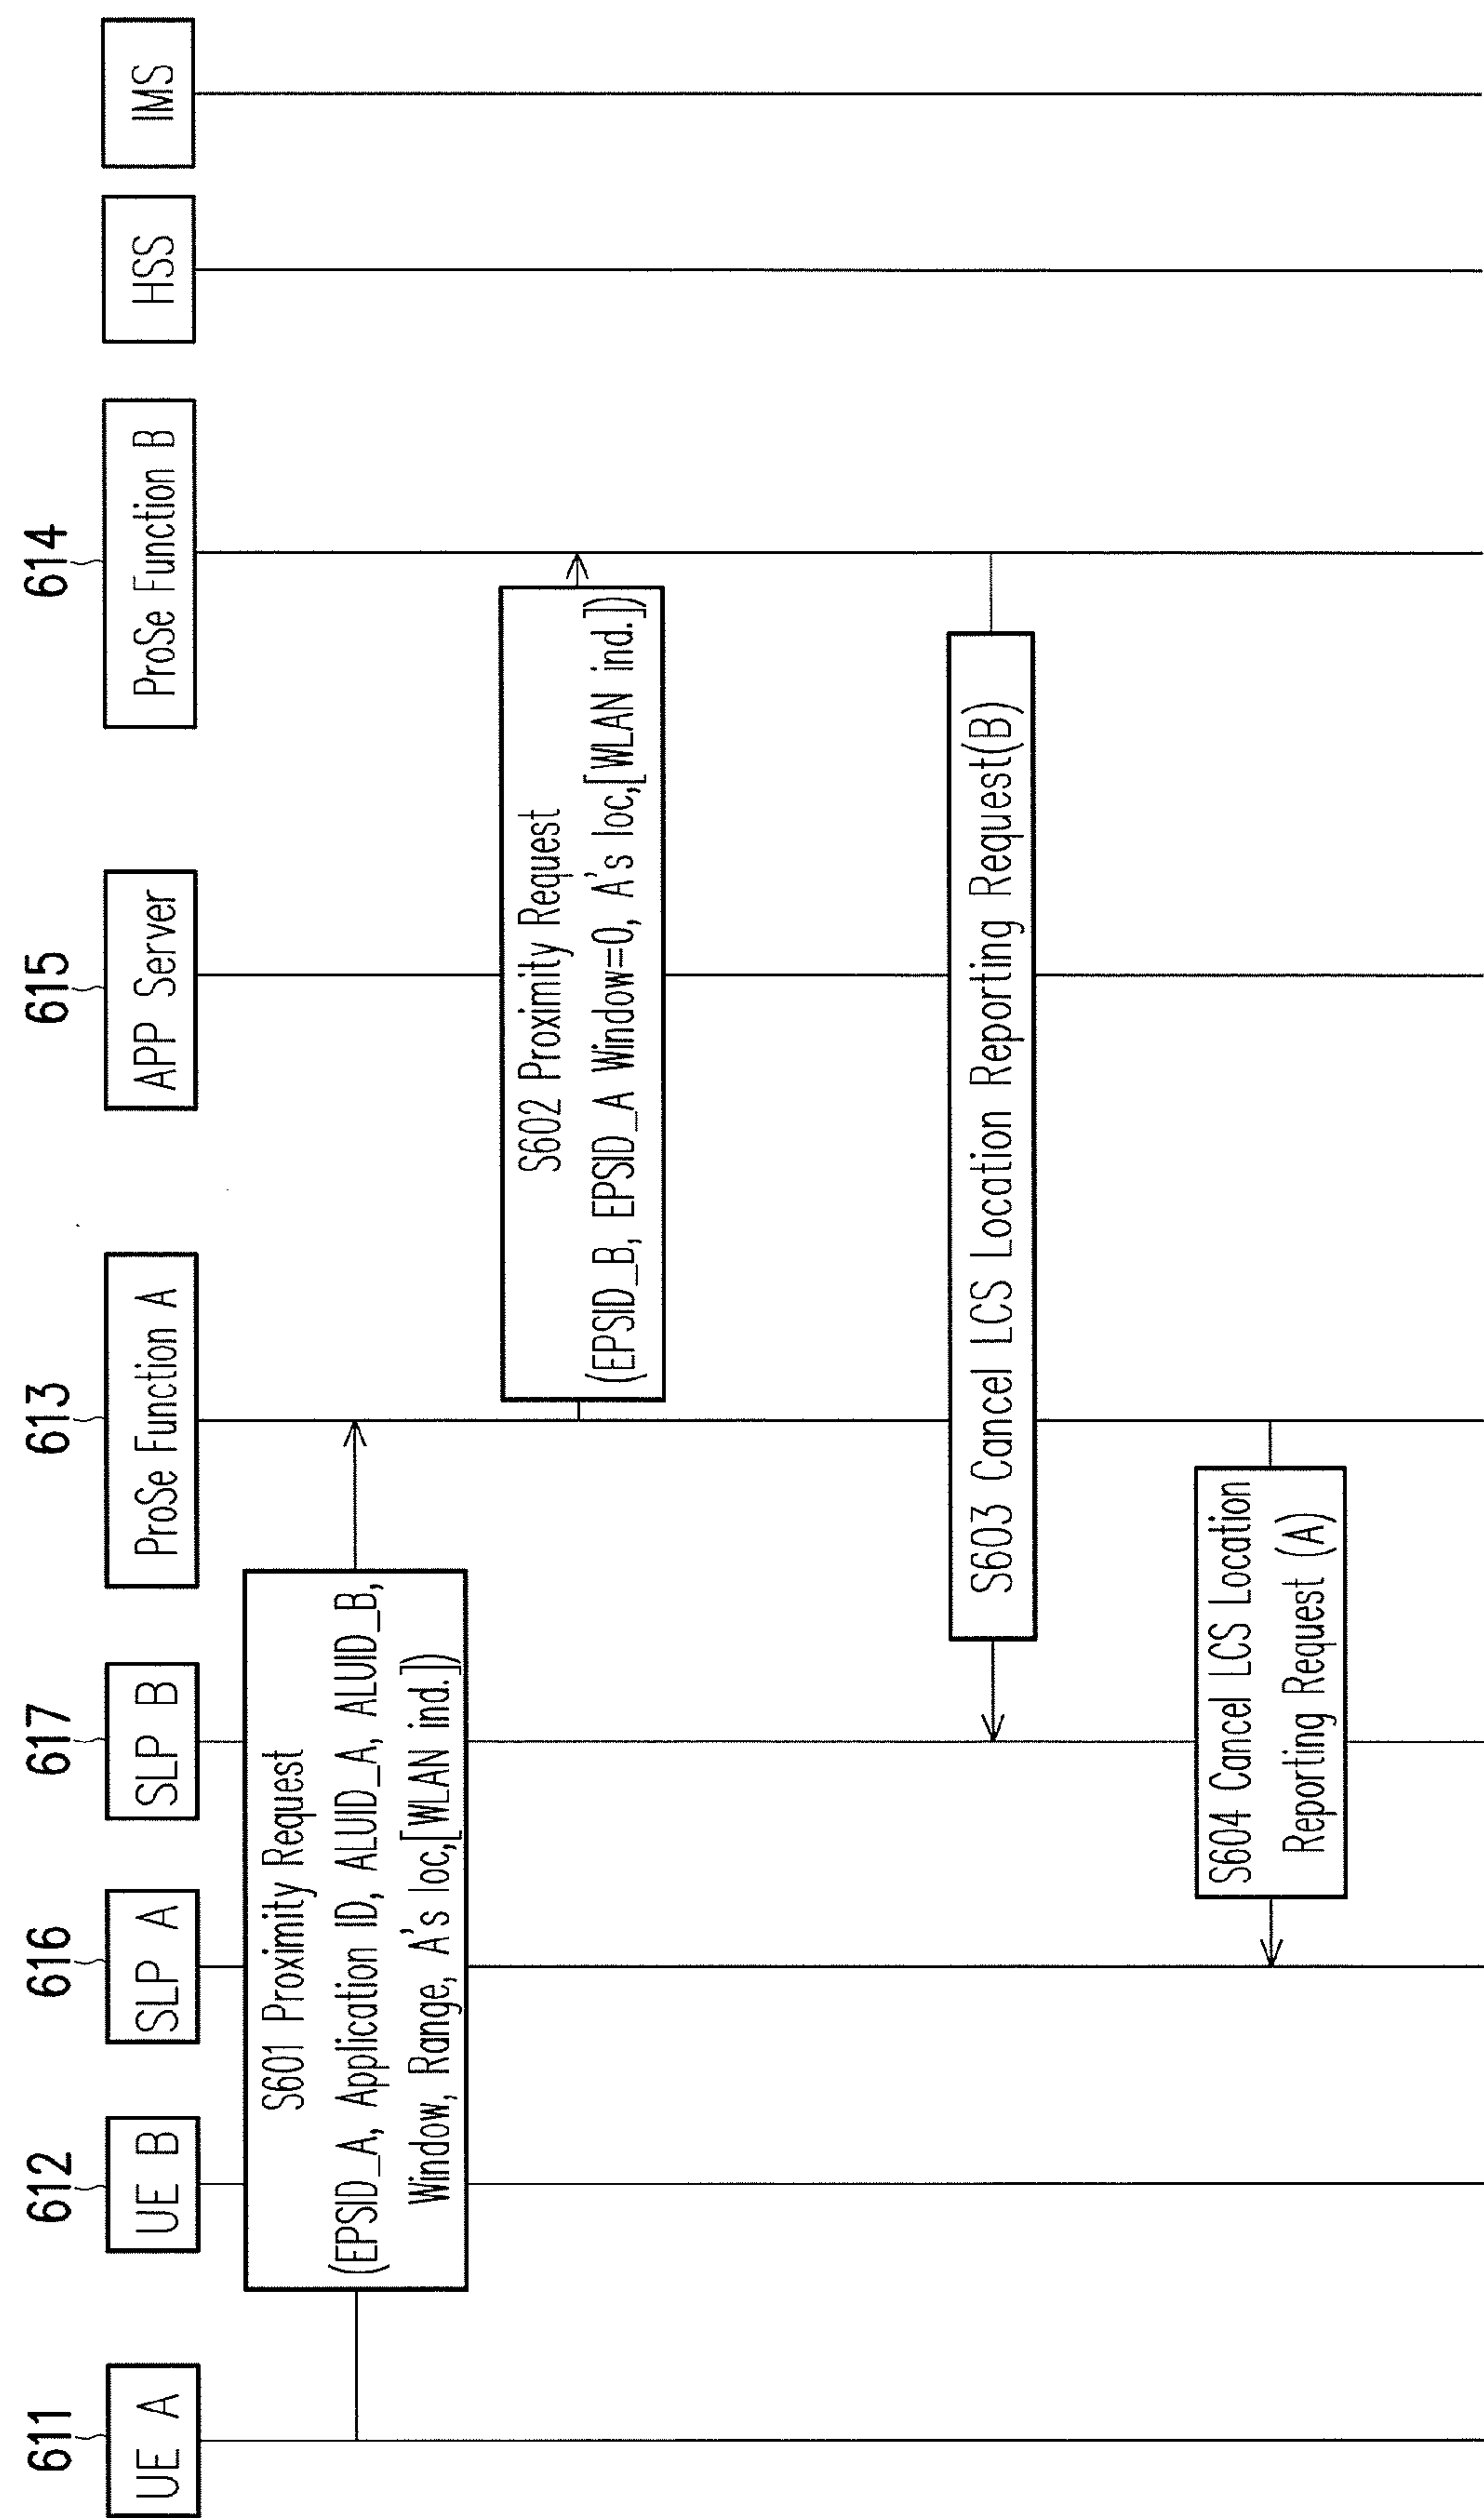 611
612
616
617
613
615
614
UE A
UE B
SLP A
SLP B
ProSe Function A
APP Server
ProSe Function B
HSS
IMS
S601 Proximity Request
(EPSID_A, Application ID, ALUID_A, ALUID_B,
Window, Range, A's loc,[WLAN ind.])
S602 Proximity Request
(EPSID_B, EPSID_A Window=0, A's loc,[WLAN ind.])
S603 Cancel LCS Location Reporting Request(B)
S604 Cancel LCS Location
Reporting Request (A)